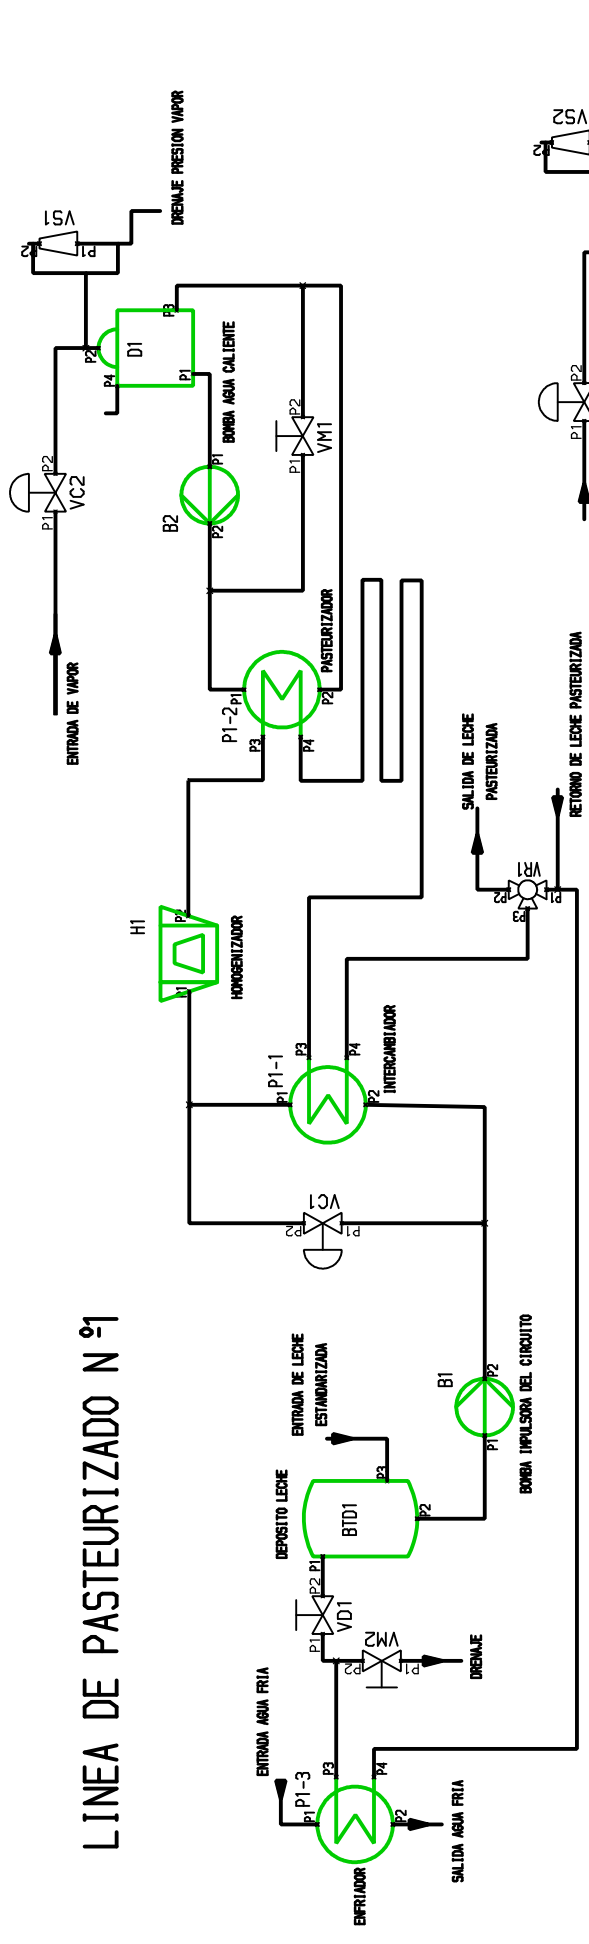 LINEA DE PASTEURIZADO Nº1
ENTRADA DE VAPOR
P1
P2
VC2
VS1
P2
P1
DRENAJE PRESION VAPOR
D1
P2
P4
P3
P1
BOMBA AGUA CALIENTE
B2
P1
P2
VM1
P1
P2
PASTEURIZADOR
P1-2
P1
P2
P3
P4
H1
P1
P2
HOMOGENIZADOR
P1-1
P1
P2
P3
P4
INTERCAMBIADOR
VC1
P2
P1
SALIDA DE LECHE
PASTEURIZADA
RETORNO DE LECHE PASTEURIZADA
VR1
P2
P1
P3
B1
P1
P2
BOMBA IMPULSORA DEL CIRCUITO
ENTRADA DE LECHE
ESTANDARIZADA
DEPOSITO LECHE
BTD1
P1
P2
P3
VD1
P1
P2
VM2
P2
P1
DRENAJE
ENTRADA AGUA FRIA
P1-3
P1
P2
P3
P4
SALIDA AGUA FRIA
ENFRIADOR
VS2
P2
P2
P1